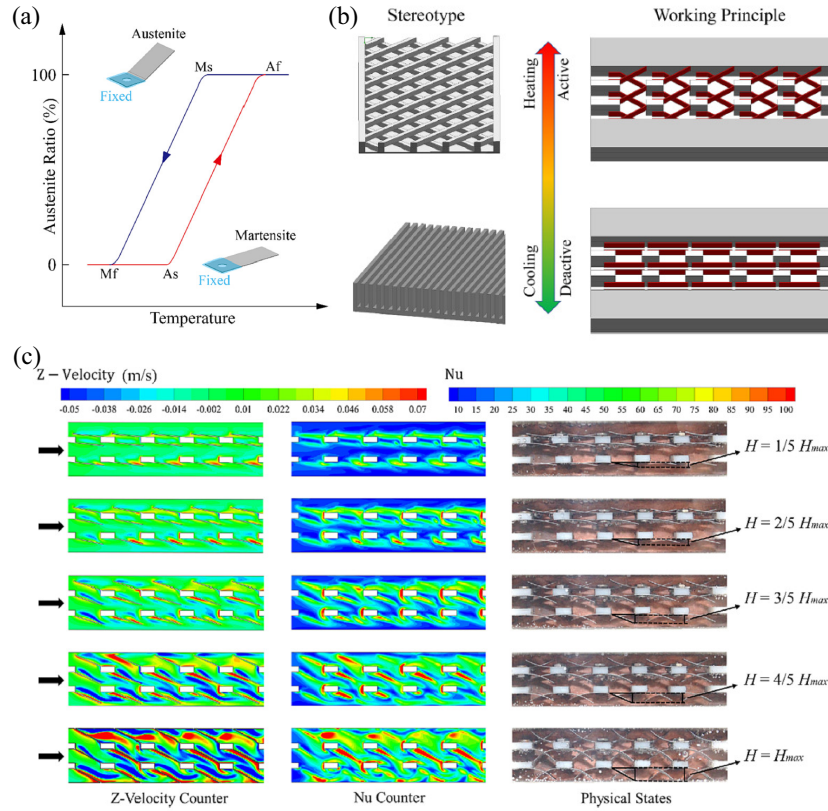 (a)
Austenite
Fixed
Ms
Af
100
Austenite Ratio (%)
Martensite
Fixed
0
Mf
As
Temperature
(b)
Stereotype
Working Principle
Heating
Active
Cooling
Deactive
(c)
Z - Velocity (m/s)
-0.05 -0.038 -0.026 -0.014 -0.002 0.01 0.022 0.034 0.046 0.058 0.07
Nu
10 15 20 25 30 35 40 45 50 55 60 65 70 75 80 85 90 95 100
H = 1/5 Hmax
H = 2/5 Hmax
H = 3/5 Hmax
H = 4/5 Hmax
H = Hmax
Z-Velocity Counter
Nu Counter
Physical States